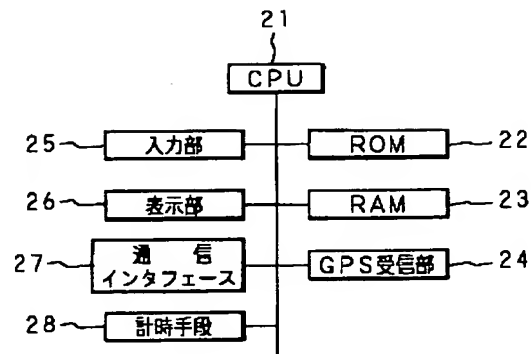 21
CPU
25
入力部
ROM
22
26
表示部
RAM
23
27
通信
インタフェース
GPS受信部
24
28
計時手段